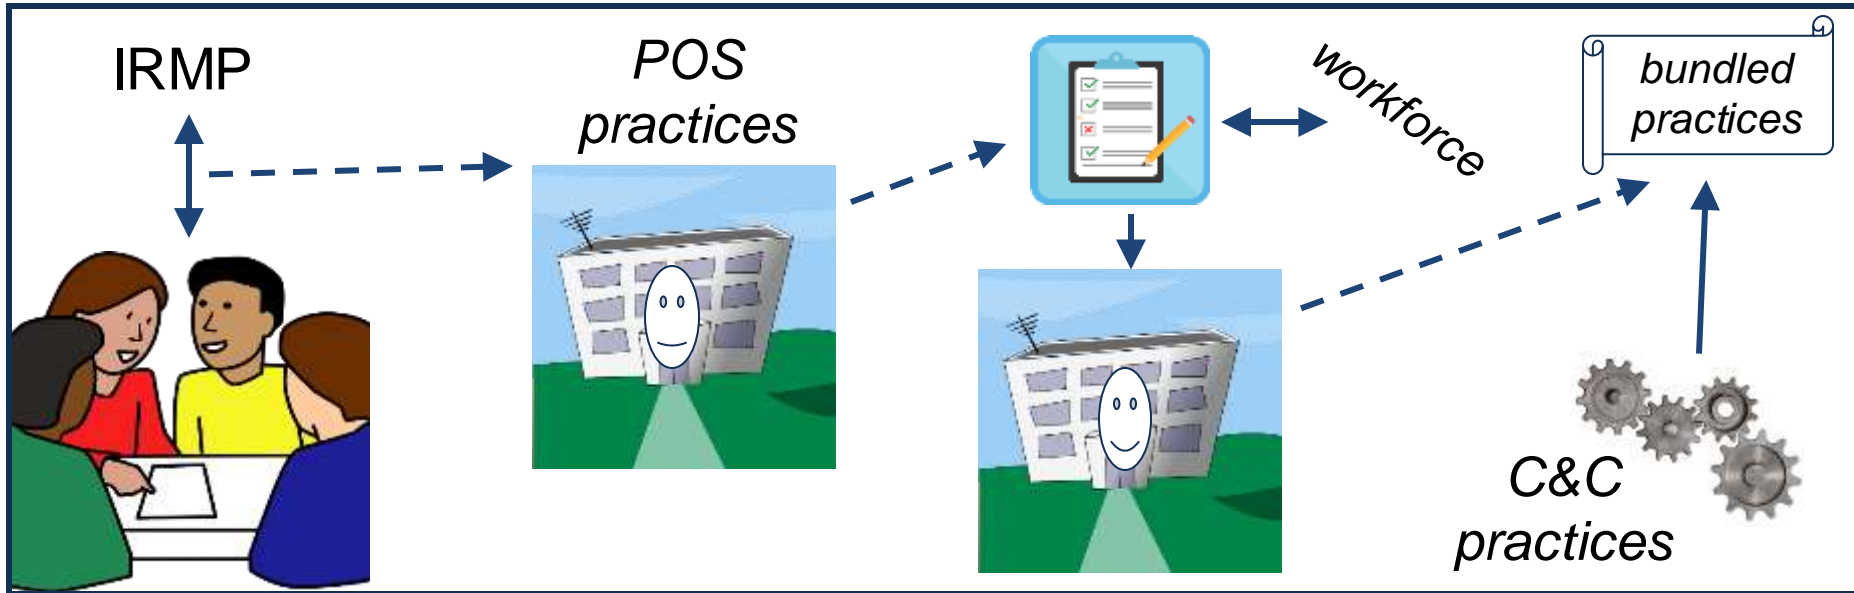 IRMP
POS
practices
workforce
bundled
practices
C&C
practices